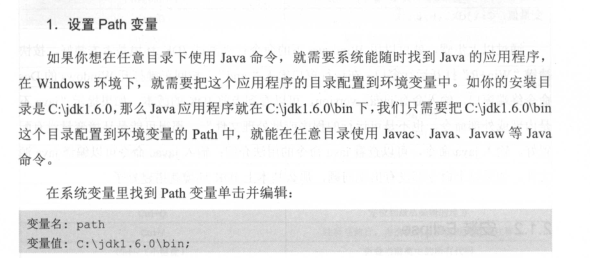 1．设置 Path 变量
如果你想在任意目录下使用 Java 命令，就需要系统能随时找到 Java 的应用程序，
在 Windows 环境下，就需要把这个应用程序的目录配置到环境变量中。如你的安装目
录是 C:\jdk1.6.0，那么 Java 应用程序就在 C:\jdk1.6.0\bin 下，我们只需要把 C:\jdk1.6.0\bin
这个目录配置到环境变量的 Path 中，就能在任意目录使用 Javac、Java、Javaw 等 Java
命令。
在系统变量里找到 Path 变量单击并编辑：
变量名: path
变量值: C:\jdk1.6.0\bin;